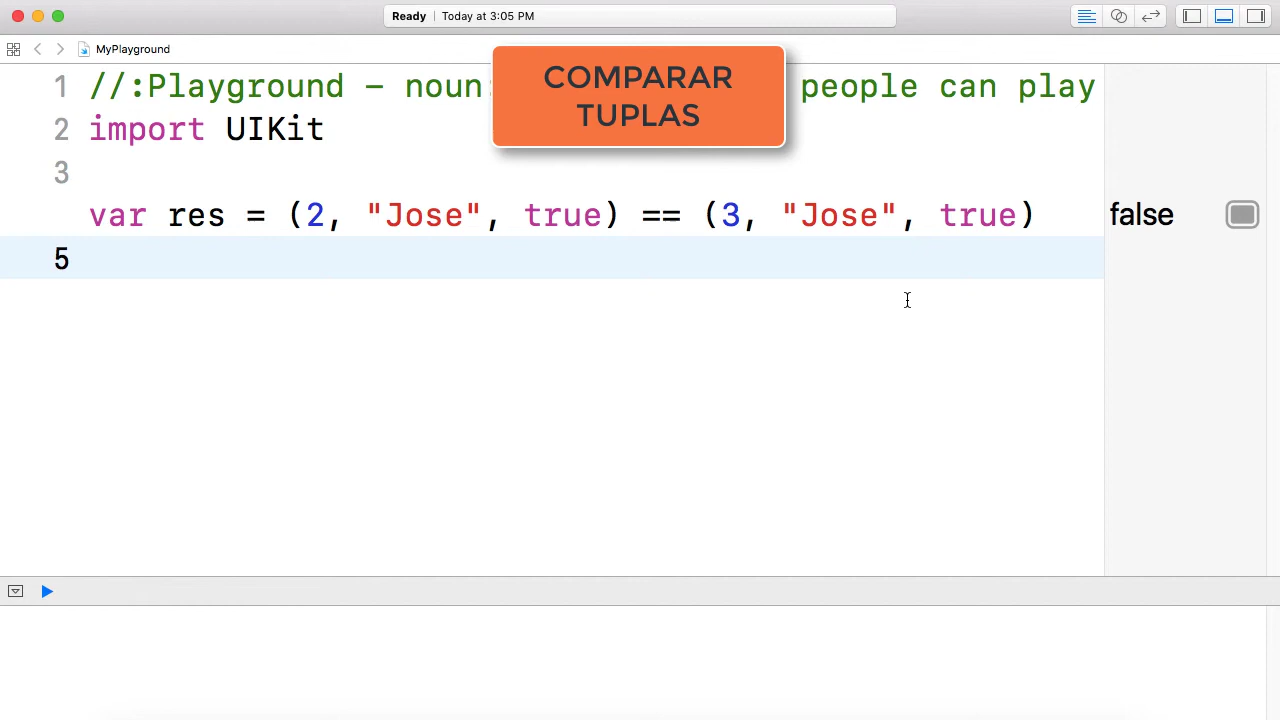 Ready | Today at 3:05 PM
MyPlayground
COMPARAR
TUPLAS
1 //:Playground – noun: people can play
2 import UIKit
3
var res = (2, "Jose", true) == (3, "Jose", true) false
5